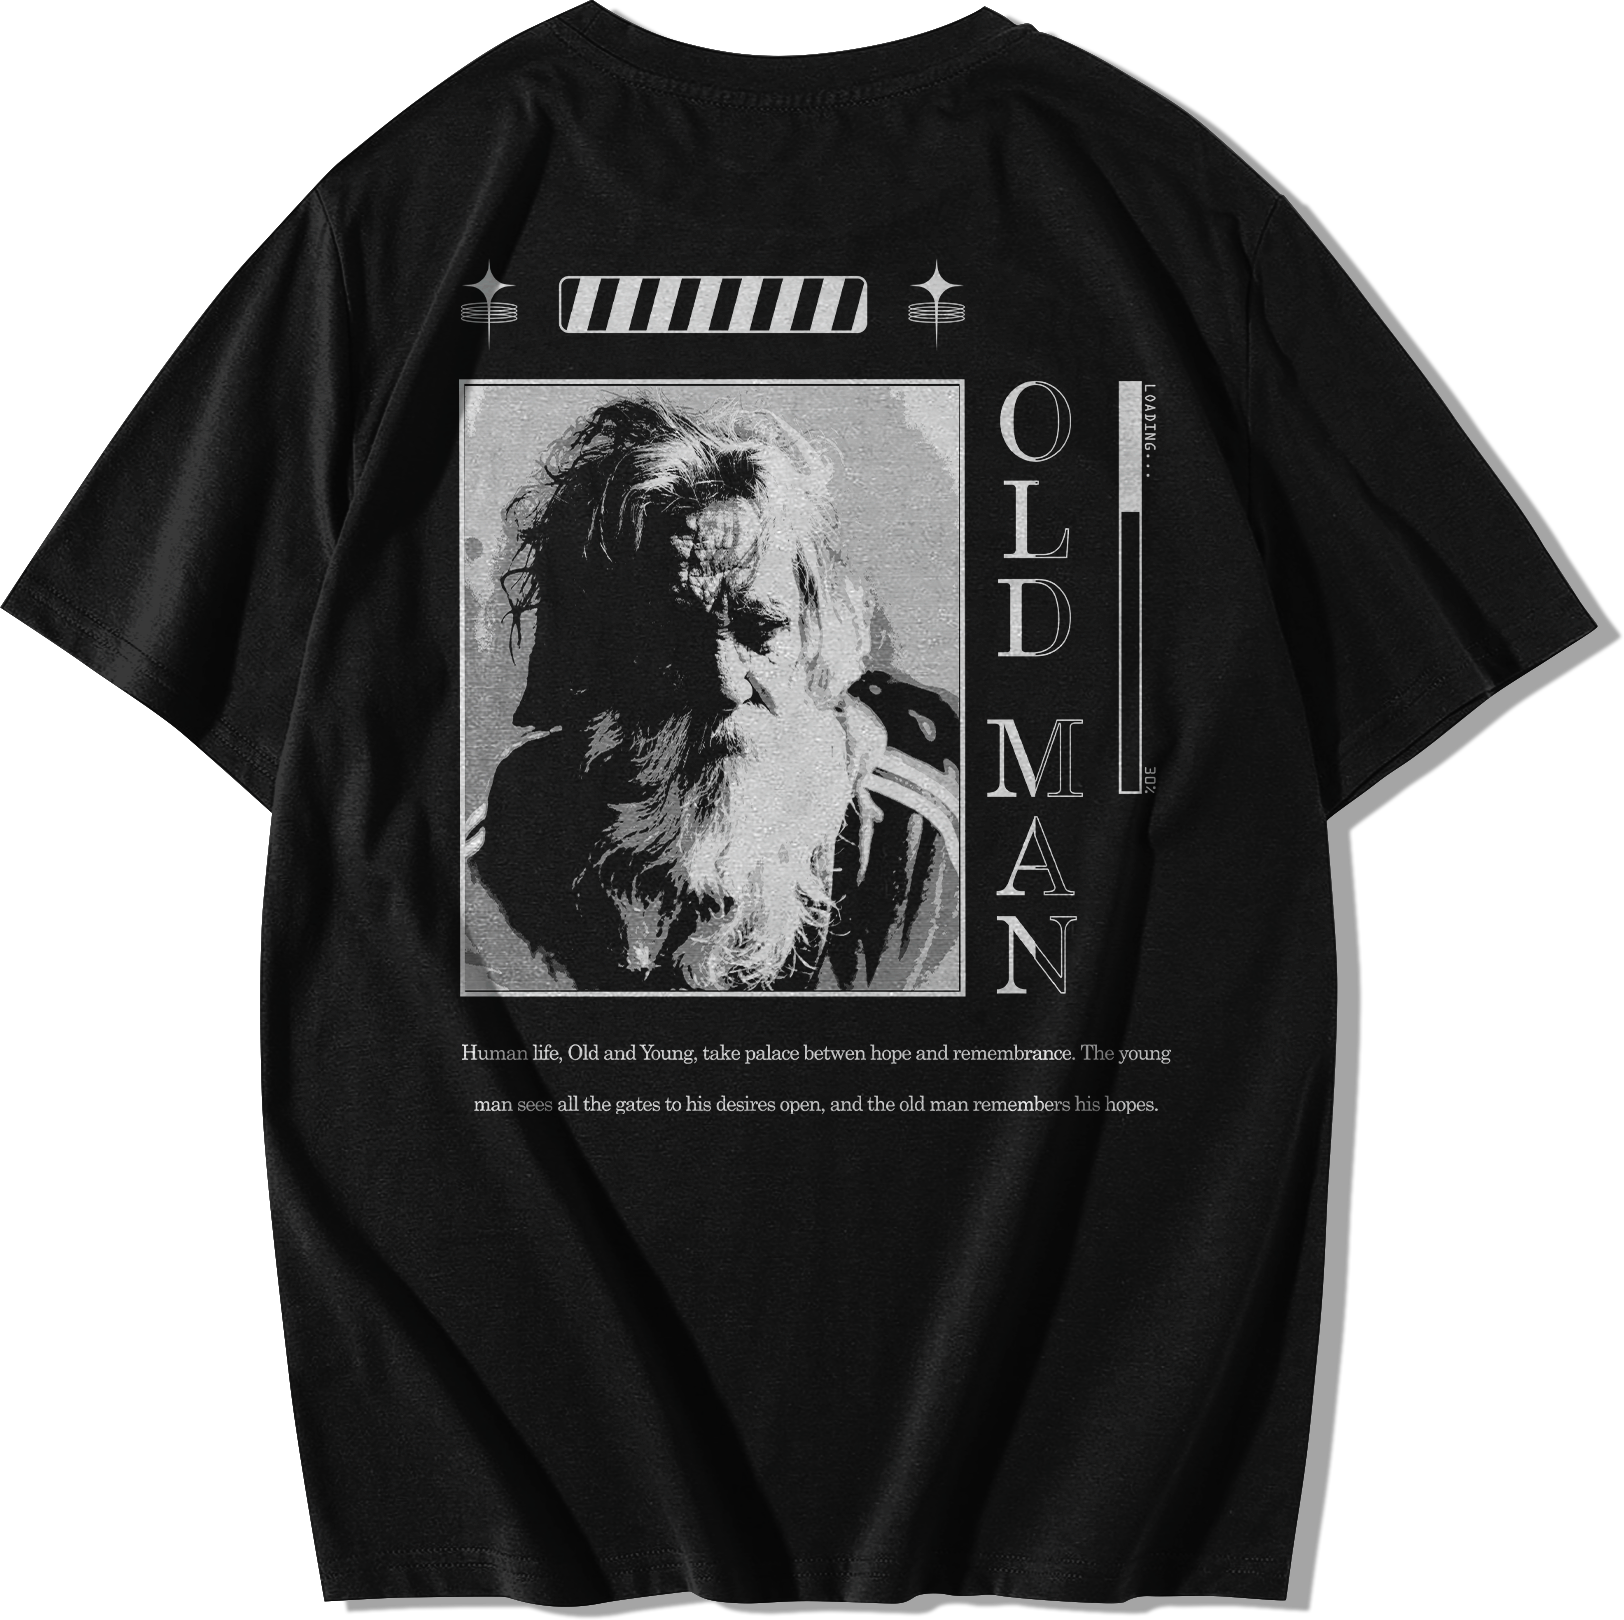 OLD MAN
LOADING...
30%
Human life, Old and Young, take palace betwen hope and remembrance. The young
man sees all the gates to his desires open, and the old man remembers his hopes.